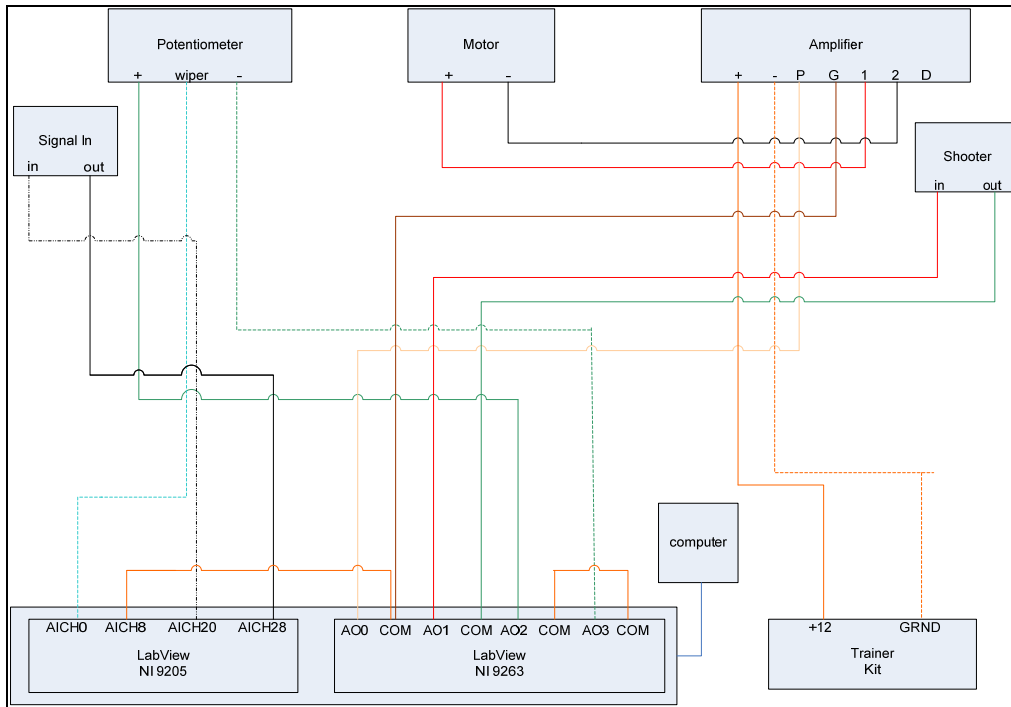 Potentiometer
+ wiper -
Motor
+ -
Amplifier
+ - P G 1 2 D
Signal In
in out
Shooter
in out
computer
AICH0 AICH8 AICH20 AICH28
LabView
NI 9205
AO0 COM AO1 COM AO2 COM AO3 COM
LabView
NI 9263
+12 GRND
Trainer
Kit